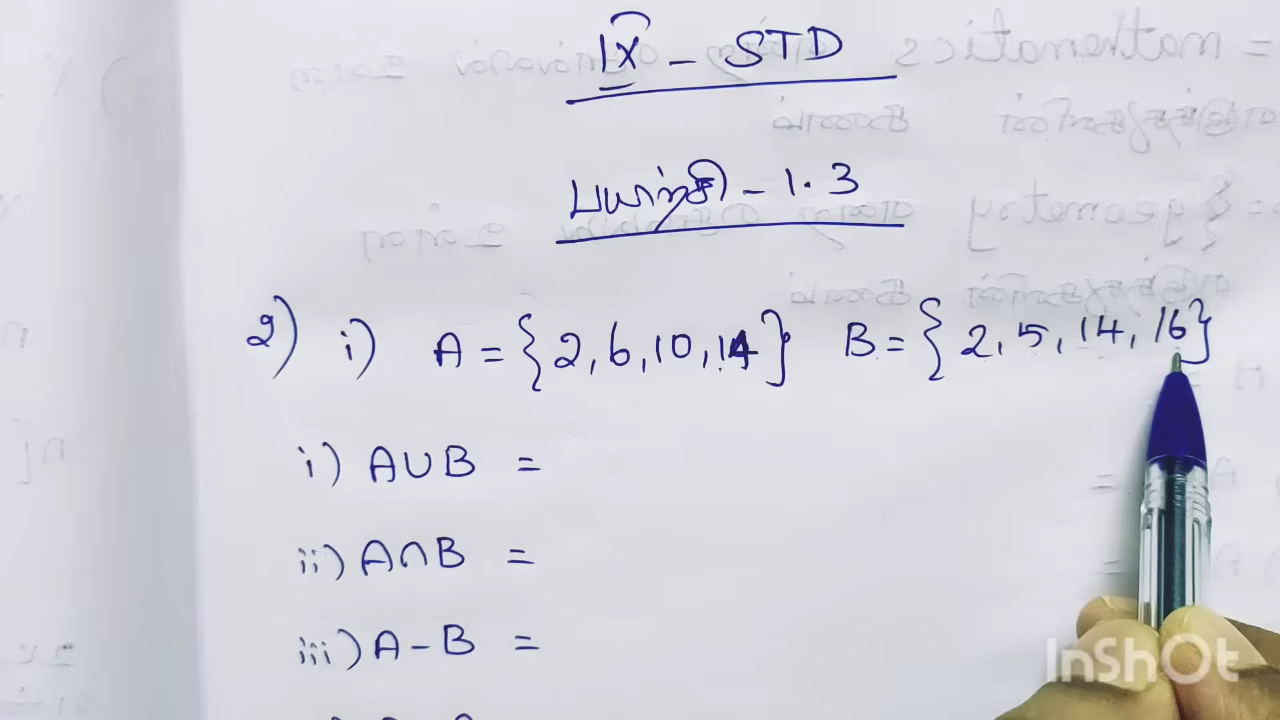 IX - STD
பயிற்சி - 1.3
2) i) A = {2, 6, 10, 14} B = {2, 5, 14, 16}
i) A∪B =
ii) A∩B =
iii) A - B =
InShOt